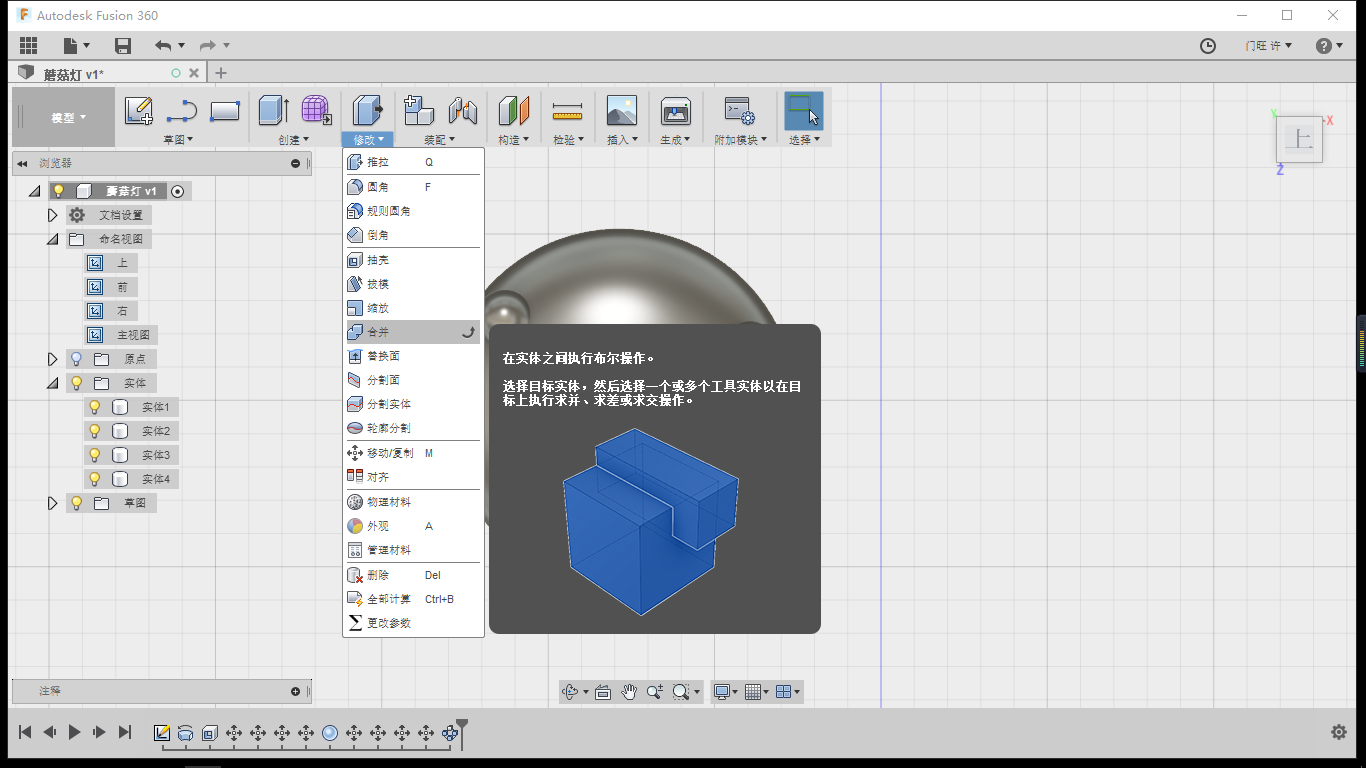 Autodesk Fusion 360
门旺 许
蘑菇灯 v1*
模型
草图
创建
修改
装配
构造
检验
插入
生成
附加模块
选择
上
Y
X
Z
浏览器
蘑菇灯 v1
文档设置
命名视图
上
前
右
主视图
原点
实体
实体1
实体2
实体3
实体4
草图
推拉 Q
圆角 F
规则圆角
倒角
抽壳
拔模
缩放
合并
替换面
分割面
分割实体
轮廓分割
移动/复制 M
对齐
物理材料
外观 A
管理材料
删除 Del
全部计算 Ctrl+B
更改参数
在实体之间执行布尔操作。
选择目标实体，然后选择一个或多个工具实体以在目
标上执行求并、求差或求交操作。
注释